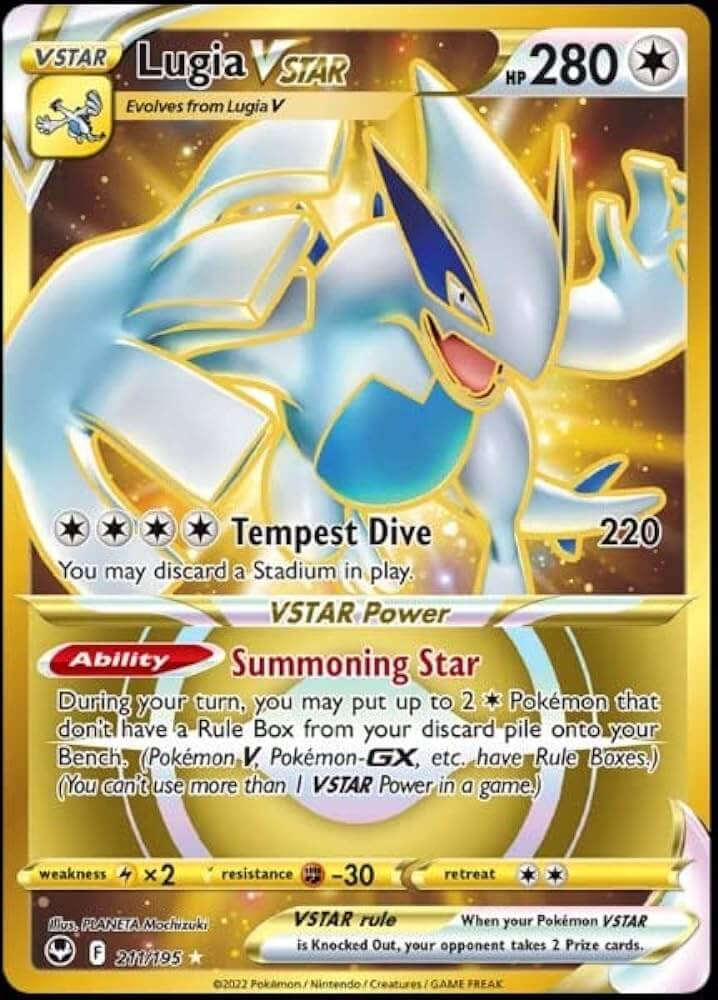 VSTAR
Lugia VSTAR
HP 280
Evolves from Lugia V
Tempest Dive 220
You may discard a Stadium in play.
VSTAR Power
Ability Summoning Star
During your turn, you may put up to 2 Pokémon that
don't have a Rule Box from your discard pile onto your
Bench. (Pokémon V, Pokémon-GX, etc. have Rule Boxes.)
(You can't use more than 1 VSTAR Power in a game.)
weakness ×2 resistance -30 retreat
Illus. PLANETA Mochizuki
F 211/195
VSTAR rule When your Pokémon VSTAR
is Knocked Out, your opponent takes 2 Prize cards.
©2022 Pokémon / Nintendo / Creatures / GAME FREAK